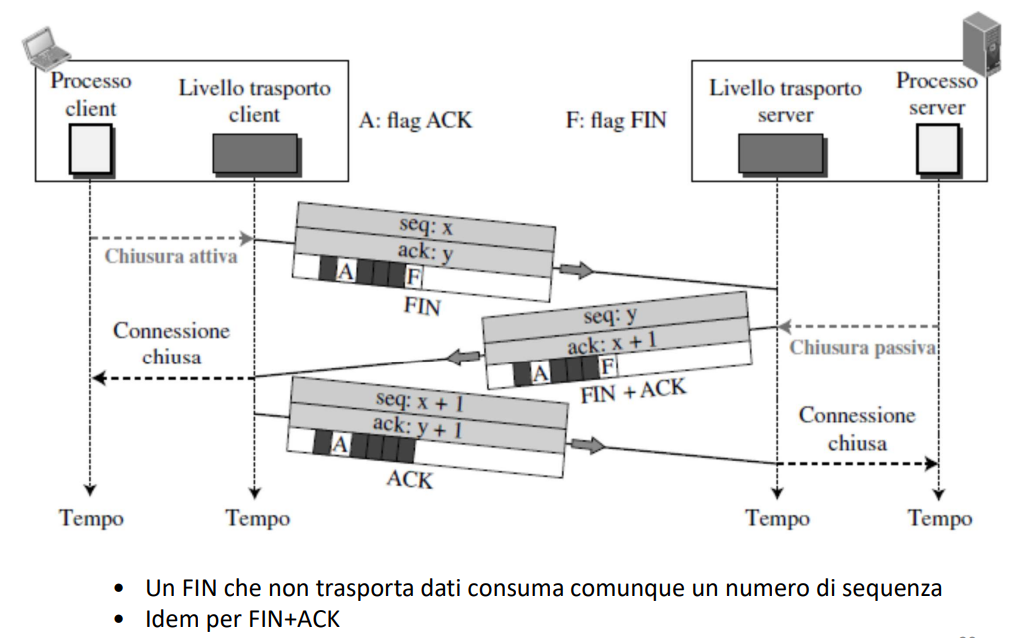 Processo
client
Livello trasporto
client
A: flag ACK
F: flag FIN
Livello trasporto
server
Processo
server
seq: x
ack: y
A
F
FIN
Chiusura attiva
seq: y
ack: x + 1
A
F
FIN + ACK
Chiusura passiva
Connessione
chiusa
seq: x + 1
ack: y + 1
A
ACK
Connessione
chiusa
Tempo
Tempo
Tempo
Tempo
• Un FIN che non trasporta dati consuma comunque un numero di sequenza
• Idem per FIN+ACK